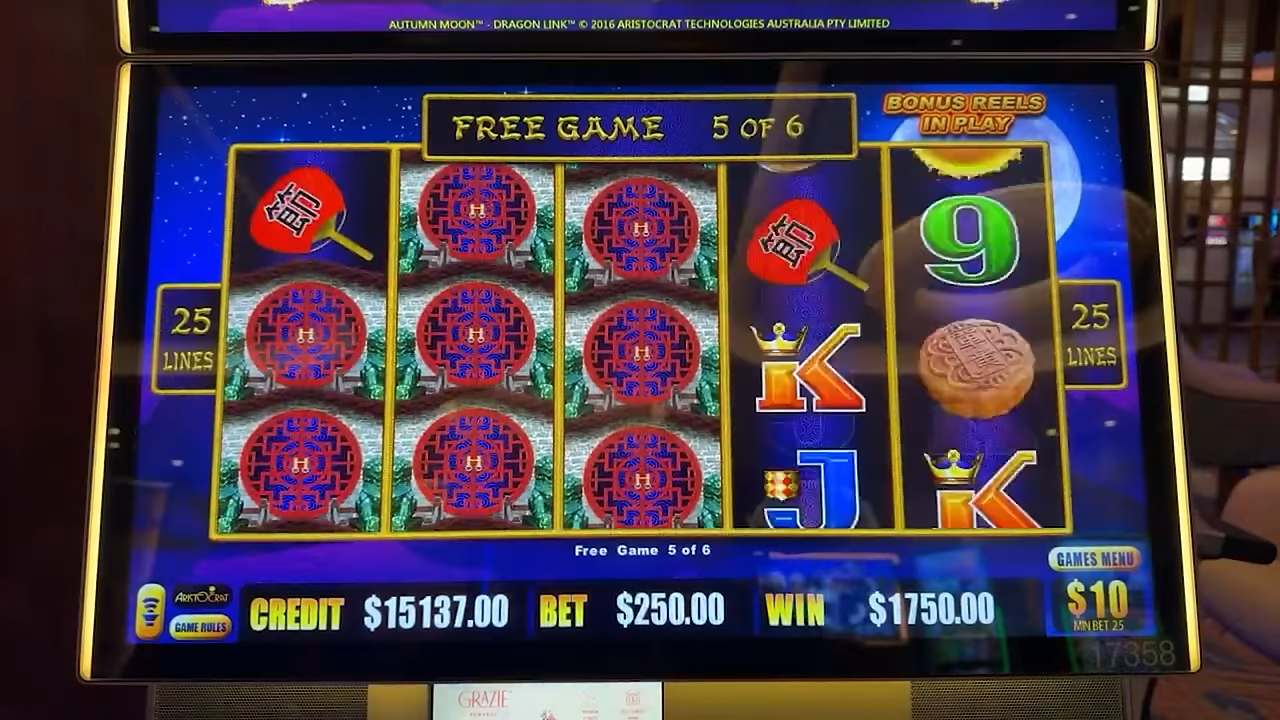 AUTUMN MOON™ - DRAGON LINK™ © 2016 ARISTOCRAT TECHNOLOGIES AUSTRALIA PTY LIMITED
FREE GAME 5 OF 6
BONUS REELS
IN PLAY
25
LINES
9
25
LINES
K
J
K
Free Game 5 of 6
GAMES MENU
ARISTOCRAT
GAME RULES
CREDIT $15137.00 BET $250.00 WIN $1750.00
$10
MIN BET 25
17358
GRAZIE
REWARDS